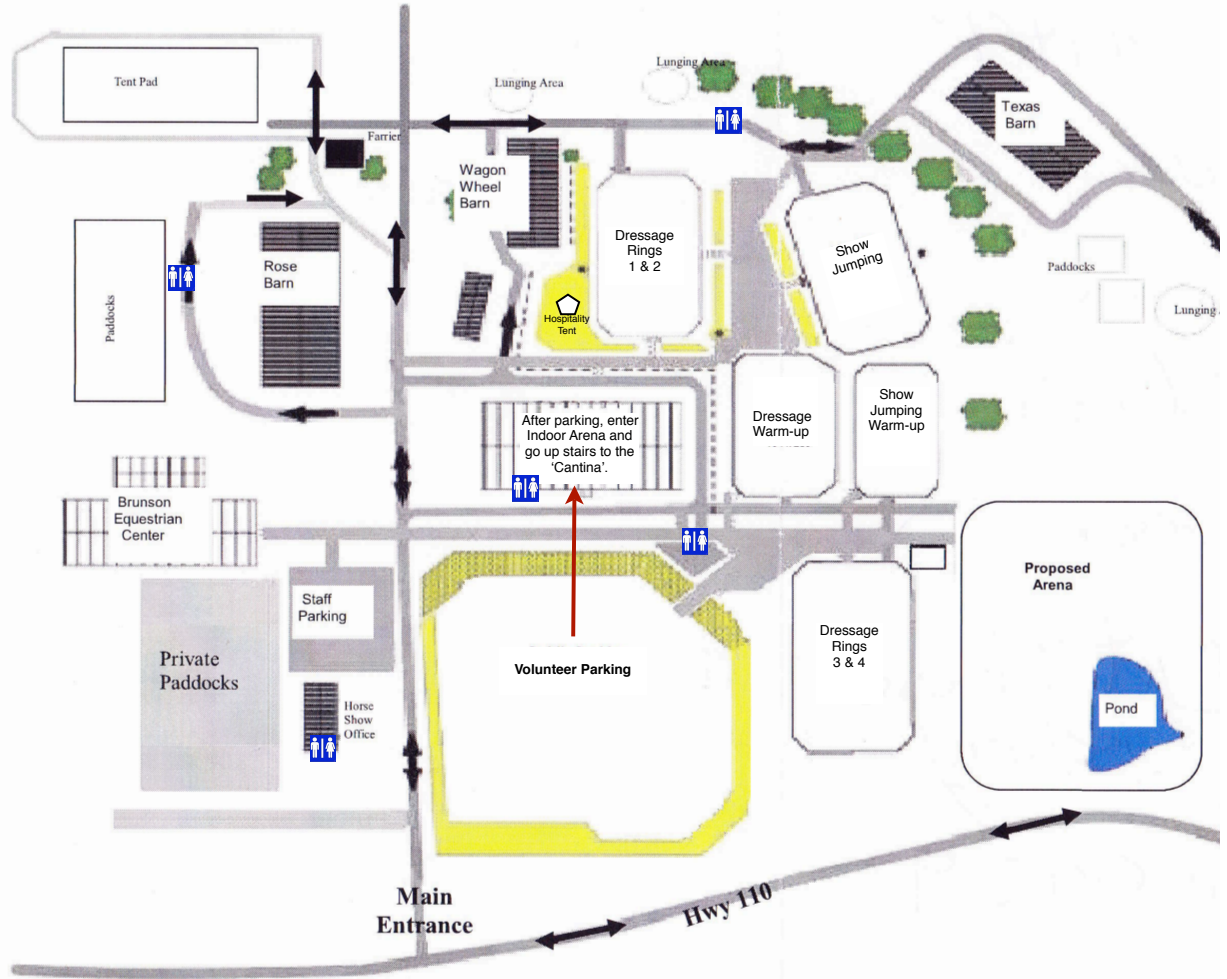 Tent Pad
Lunging Area
Lunging Area
Texas
Barn
Farrier
Wagon
Wheel
Barn
Dressage
Rings
1 & 2
Show
Jumping
Rose
Barn
Paddocks
Paddocks
Lunging
Hospitality
Tent
After parking, enter
Indoor Arena and
go up stairs to the
‘Cantina’.
Dressage
Warm-up
Show
Jumping
Warm-up
Brunson
Equestrian
Center
Staff
Parking
Proposed
Arena
Dressage
Rings
3 & 4
Private
Paddocks
Volunteer Parking
Horse
Show
Office
Pond
Main
Entrance
Hwy 110